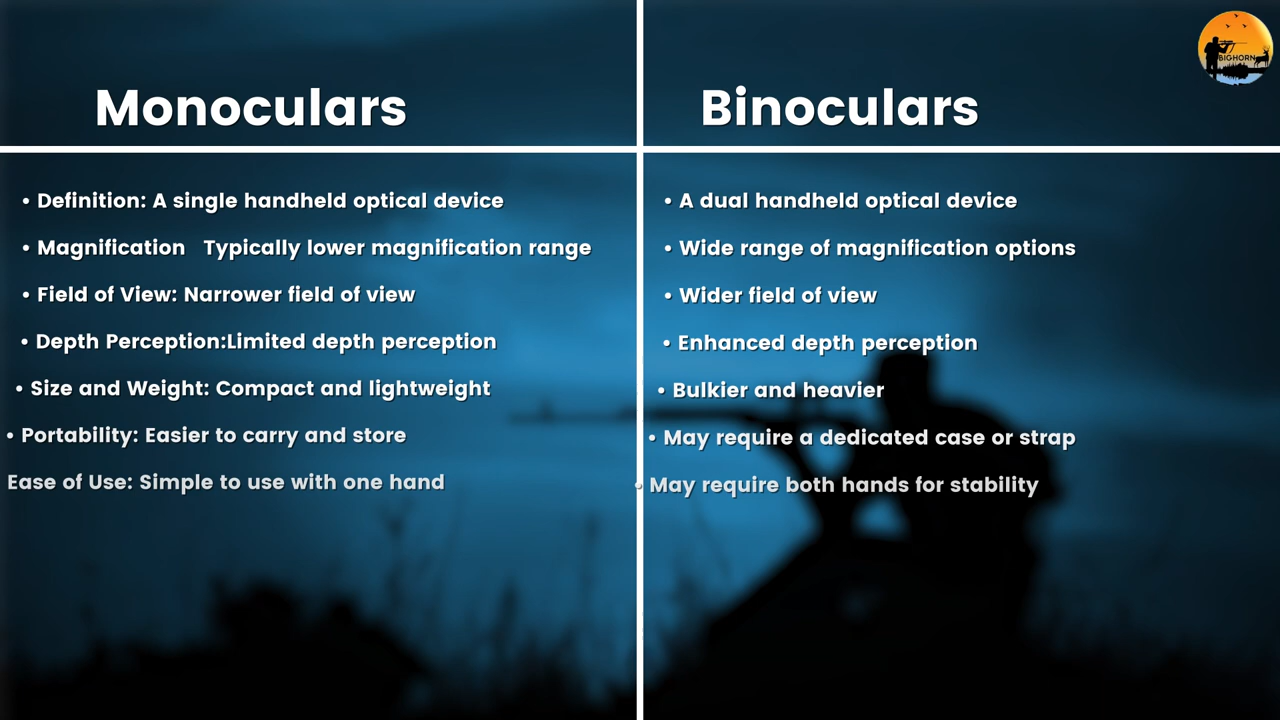 BIGHORN
Monoculars
Binoculars
• Definition: A single handheld optical device
• Magnification   Typically lower magnification range
• Field of View: Narrower field of view
• Depth Perception:Limited depth perception
• Size and Weight: Compact and lightweight
• Portability: Easier to carry and store
Ease of Use: Simple to use with one hand
• A dual handheld optical device
• Wide range of magnification options
• Wider field of view
• Enhanced depth perception
• Bulkier and heavier
• May require a dedicated case or strap
• May require both hands for stability